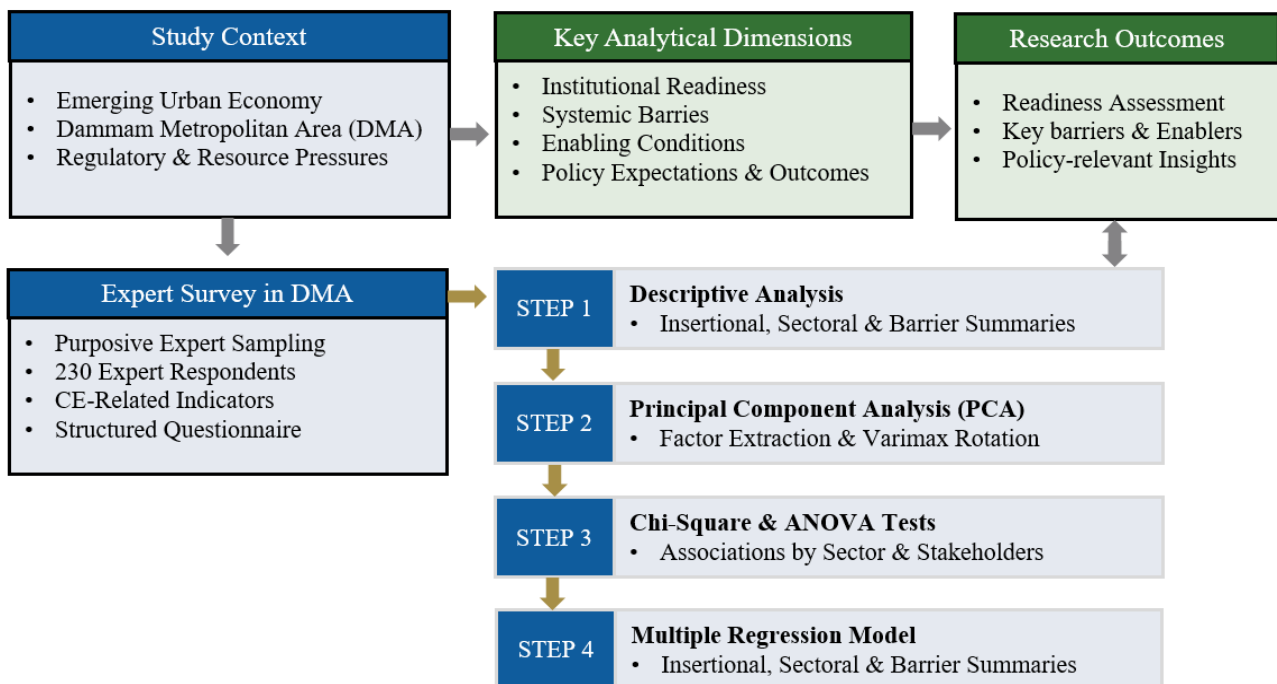 Study Context
• Emerging Urban Economy
• Dammam Metropolitan Area (DMA)
• Regulatory & Resource Pressures
Key Analytical Dimensions
• Institutional Readiness
• Systemic Barries
• Enabling Conditions
• Policy Expectations & Outcomes
Research Outcomes
• Readiness Assessment
• Key barriers & Enablers
• Policy-relevant Insights
Expert Survey in DMA
• Purposive Expert Sampling
• 230 Expert Respondents
• CE-Related Indicators
• Structured Questionnaire
STEP 1
Descriptive Analysis
• Insertional, Sectoral & Barrier Summaries
STEP 2
Principal Component Analysis (PCA)
• Factor Extraction & Varimax Rotation
STEP 3
Chi-Square & ANOVA Tests
• Associations by Sector & Stakeholders
STEP 4
Multiple Regression Model
• Insertional, Sectoral & Barrier Summaries